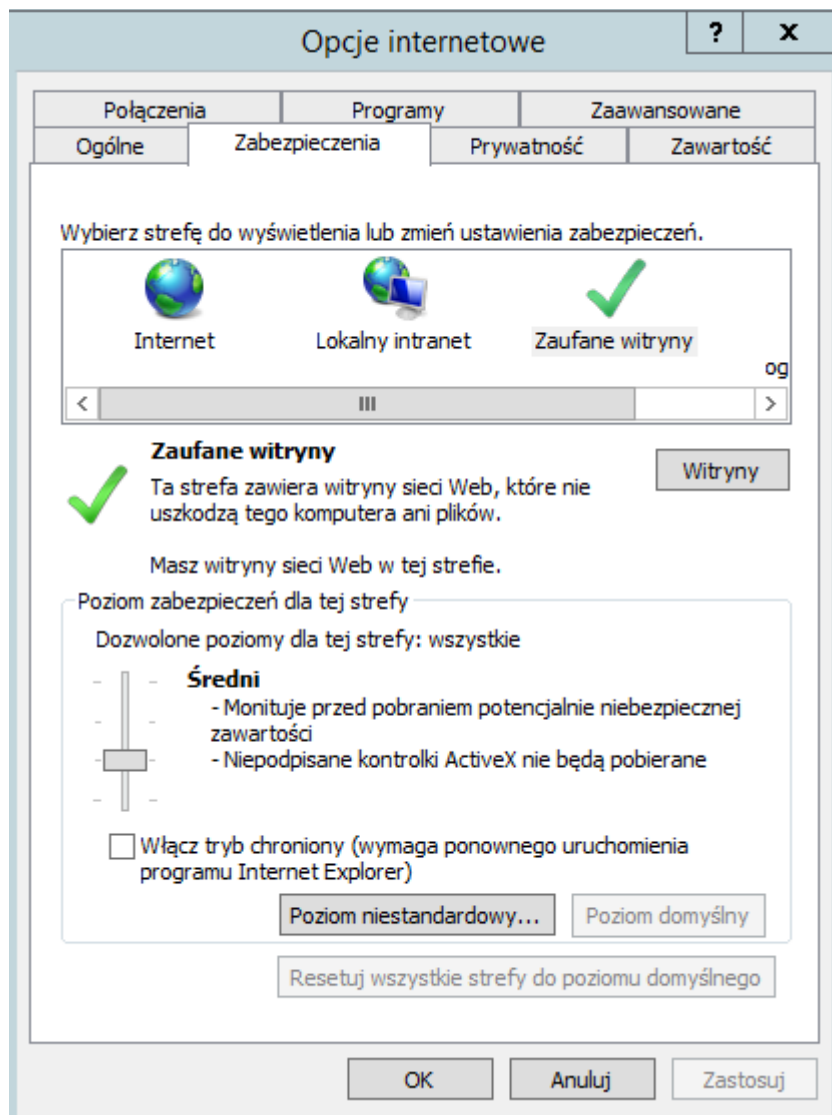 Opcje internetowe
?
x
Połączenia
Programy
Zaawansowane
Ogólne
Zabezpieczenia
Prywatność
Zawartość
Wybierz strefę do wyświetlenia lub zmień ustawienia zabezpieczeń.
Internet
Lokalny intranet
Zaufane witryny
og
Zaufane witryny
Witryny
Ta strefa zawiera witryny sieci Web, które nie
uszkodzą tego komputera ani plików.
Masz witryny sieci Web w tej strefie.
Poziom zabezpieczeń dla tej strefy
Dozwolone poziomy dla tej strefy: wszystkie
Średni
- Monituje przed pobraniem potencjalnie niebezpiecznej
zawartości
- Niepodpisane kontrolki ActiveX nie będą pobierane
Włącz tryb chroniony (wymaga ponownego uruchomienia
programu Internet Explorer)
Poziom niestandardowy...
Poziom domyślny
Resetuj wszystkie strefy do poziomu domyślnego
OK
Anuluj
Zastosuj